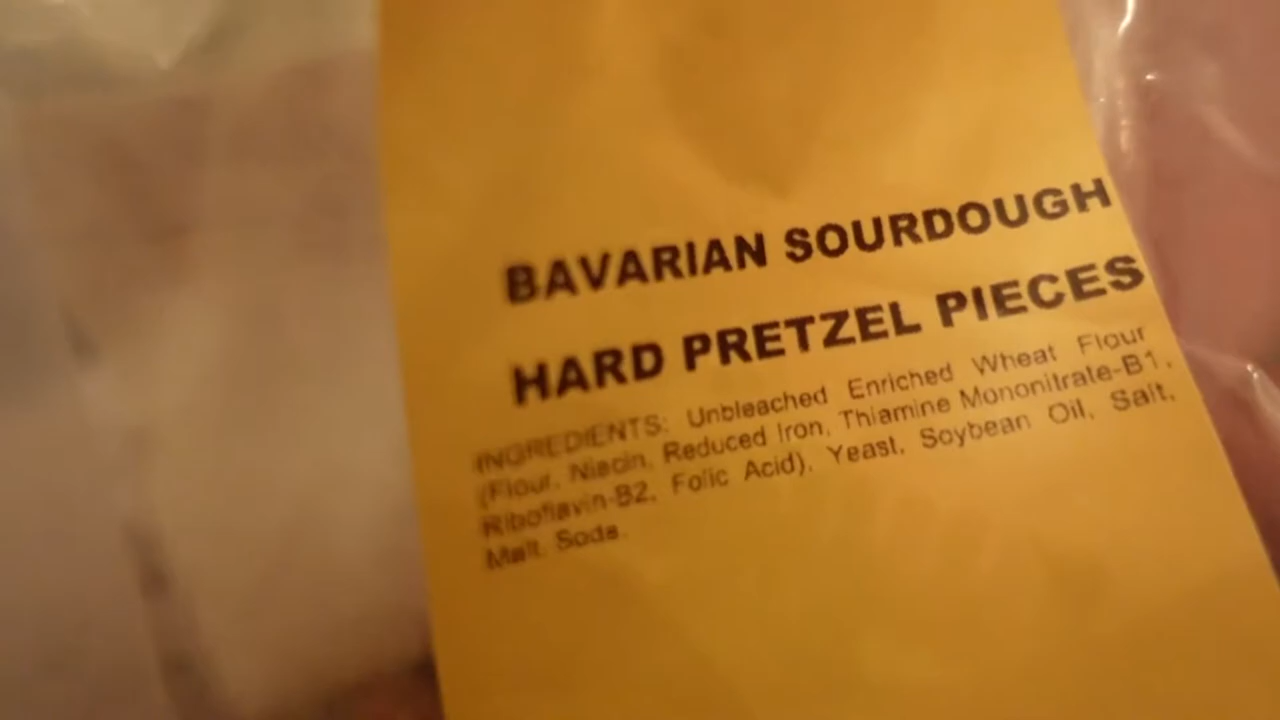 BAVARIAN SOURDOUGH
HARD PRETZEL PIECES
INGREDIENTS: Unbleached Enriched Wheat Flour
(Flour, Niacin, Reduced Iron, Thiamine Mononitrate-B1,
Riboflavin-B2, Folic Acid), Yeast, Soybean Oil, Salt,
Malt, Soda.